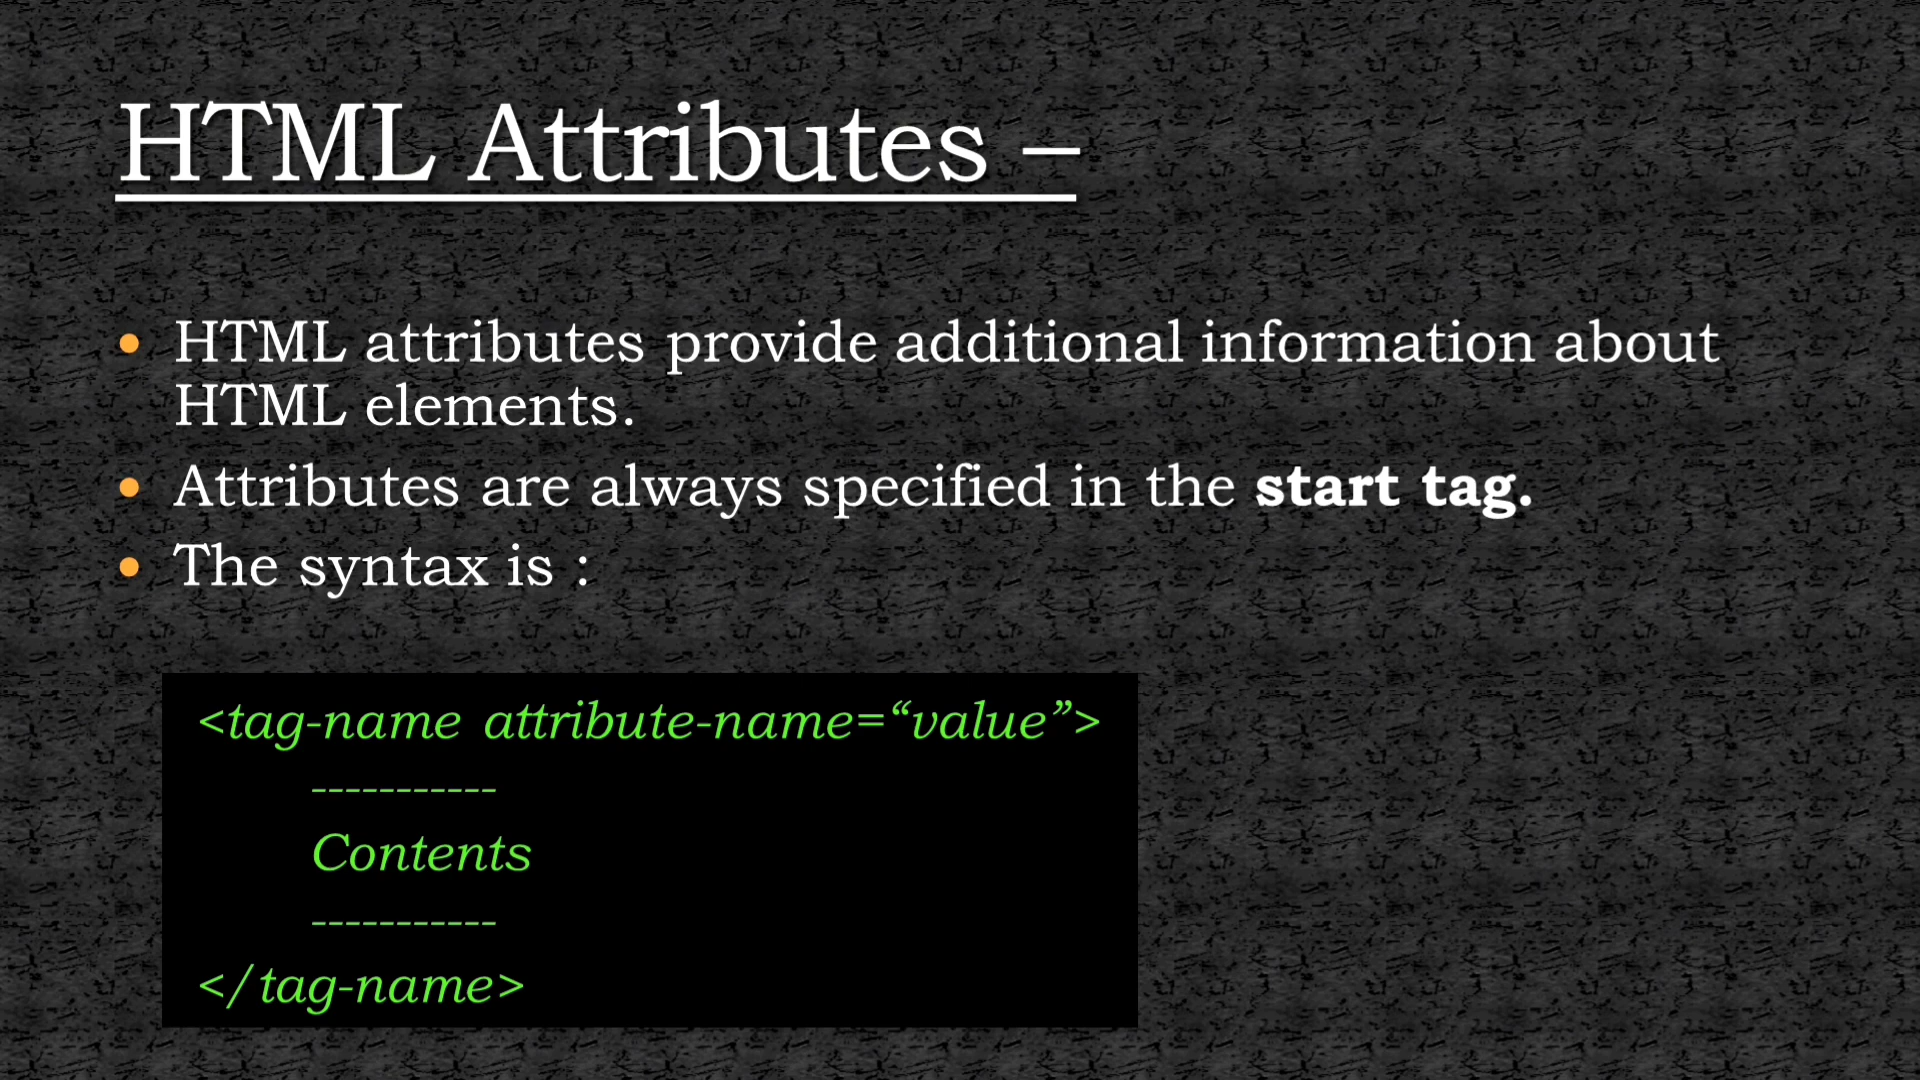 HTML Attributes –
• HTML attributes provide additional information about
HTML elements.
• Attributes are always specified in the start tag.
• The syntax is :
<tag-name attribute-name=“value”>
-----------
Contents
-----------
</tag-name>